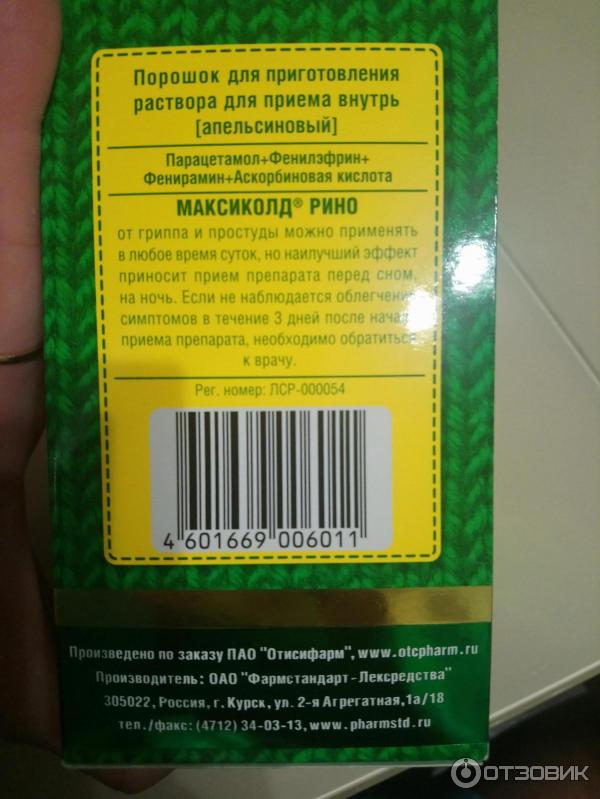 Порошок для приготовления
раствора для приема внутрь
[апельсиновый]
Парацетамол+Фенилэфрин+
Фенирамин+Аскорбиновая кислота
МАКСИКОЛД® РИНО
от гриппа и простуды можно применять
в любое время суток, но наилучший эффект
приносит прием препарата перед сном,
на ночь. Если не наблюдается облегчения
симптомов в течение 3 дней после начала
приема препарата, необходимо обратиться
к врачу.
Рег. номер: ЛСР-000054
4 601669 006011
Произведено по заказу ПАО "Отисифарм", www.otcpharm.ru
Производитель: ОАО "Фармстандарт-Лексредства"
305022, Россия, г. Курск, ул. 2-я Агрегатная,1а/18
тел./факс: (4712) 34-03-13, www.pharmstd.ru
ОТЗОВИК